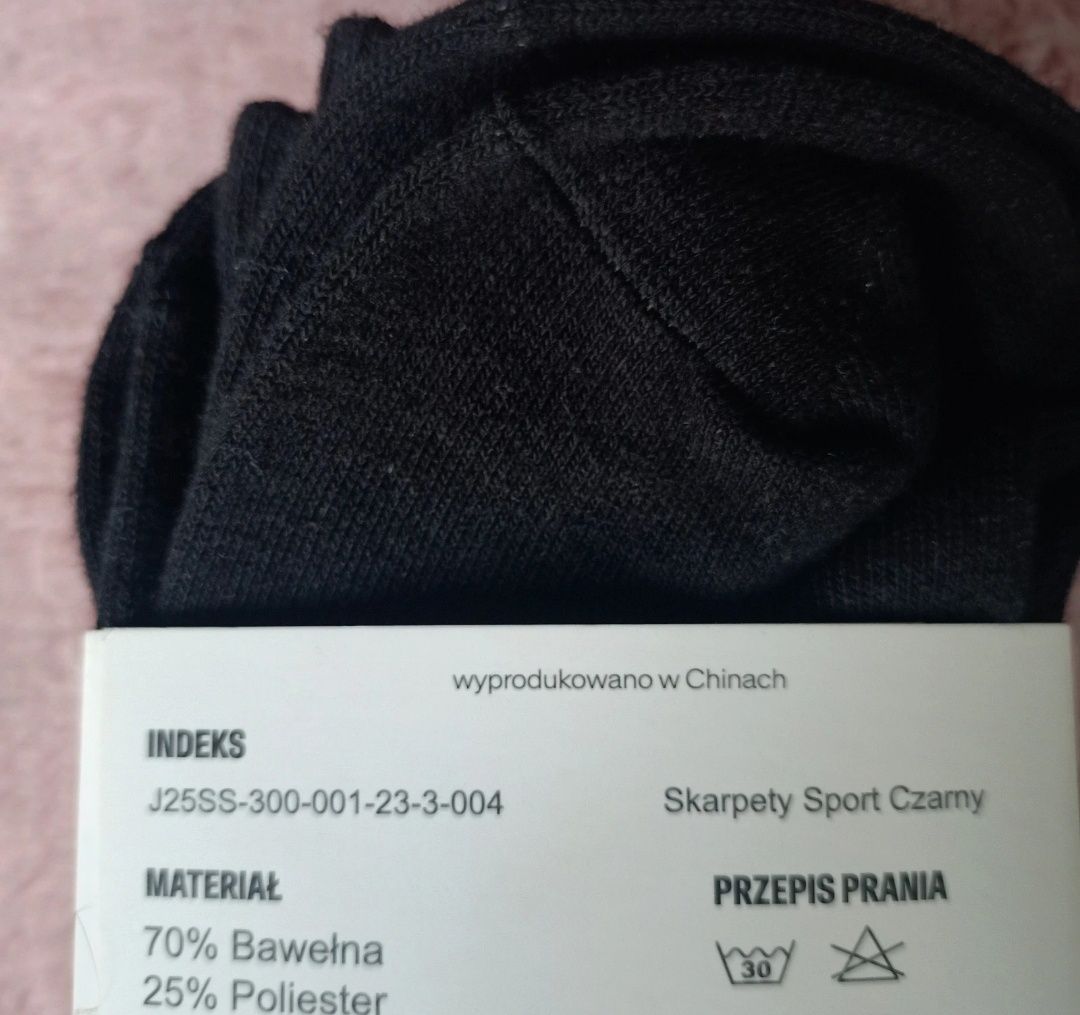 wyprodukowano w Chinach
INDEKS
J25SS-300-001-23-3-004
Skarpety Sport Czarny
MATERIAŁ
70% Bawełna
25% Poliester
PRZEPIS PRANIA
30